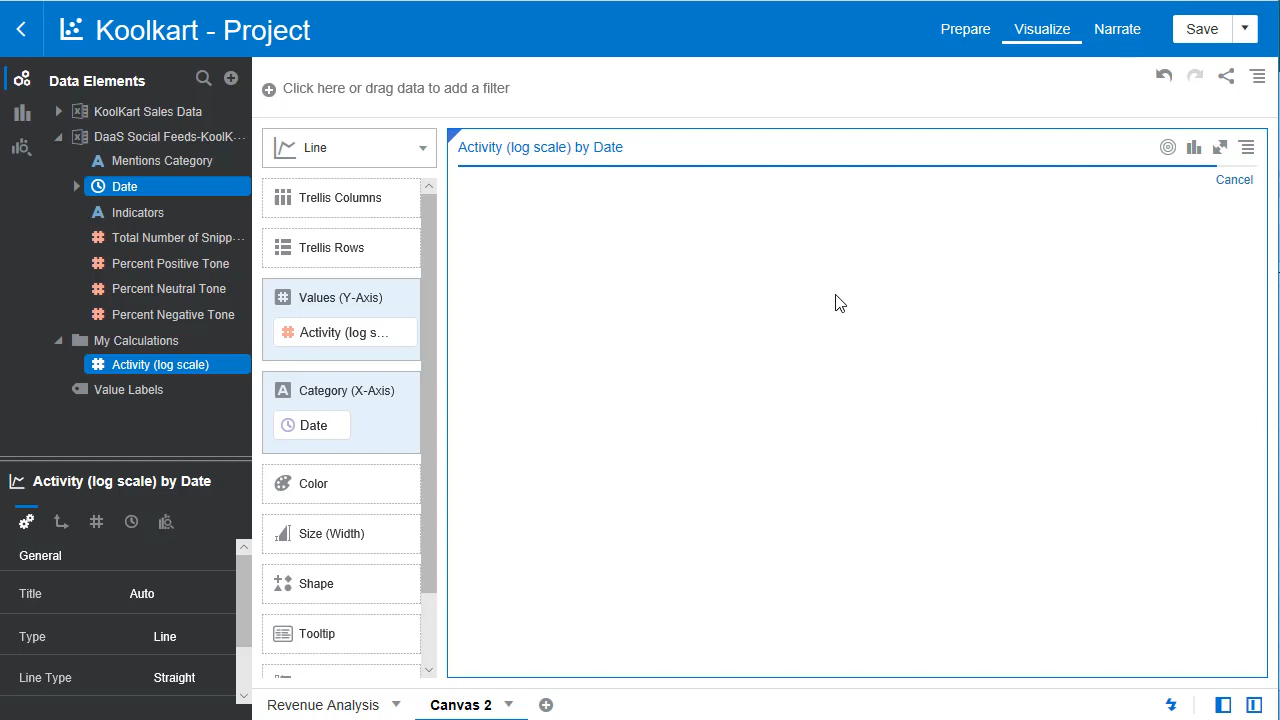 Koolkart - Project
Prepare
Visualize
Narrate
Save
Data Elements
KoolKart Sales Data
DaaS Social Feeds-KoolK...
Mentions Category
Date
Indicators
Total Number of Snipp...
Percent Positive Tone
Percent Neutral Tone
Percent Negative Tone
My Calculations
Activity (log scale)
Value Labels
Activity (log scale) by Date
General
Title Auto
Type Line
Line Type Straight
Click here or drag data to add a filter
Line
Trellis Columns
Trellis Rows
Values (Y-Axis)
Activity (log s...
Category (X-Axis)
Date
Color
Size (Width)
Shape
Tooltip
Activity (log scale) by Date
Cancel
Revenue Analysis
Canvas 2